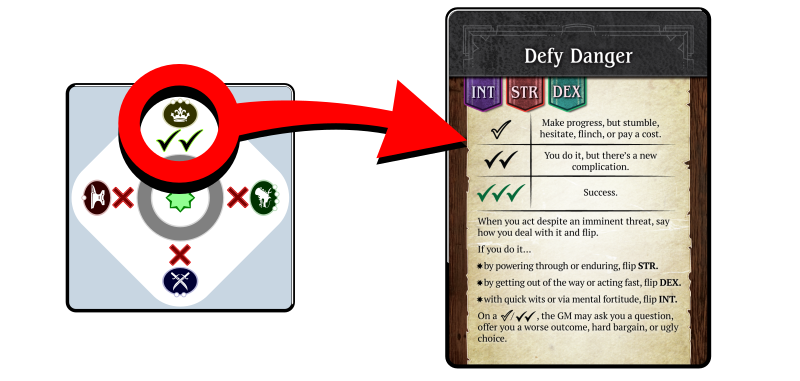 Defy Danger
INT STR DEX
Make progress, but stumble,
hesitate, flinch, or pay a cost.
You do it, but there's a new
complication.
Success.
When you act despite an imminent threat, say
how you deal with it and flip.
If you do it...
✸by powering through or enduring, flip STR.
✸by getting out of the way or acting fast, flip DEX.
✸with quick wits or via mental fortitude, flip INT.
On a ✓/✓✓, the GM may ask you a question,
offer you a worse outcome, hard bargain, or ugly
choice.